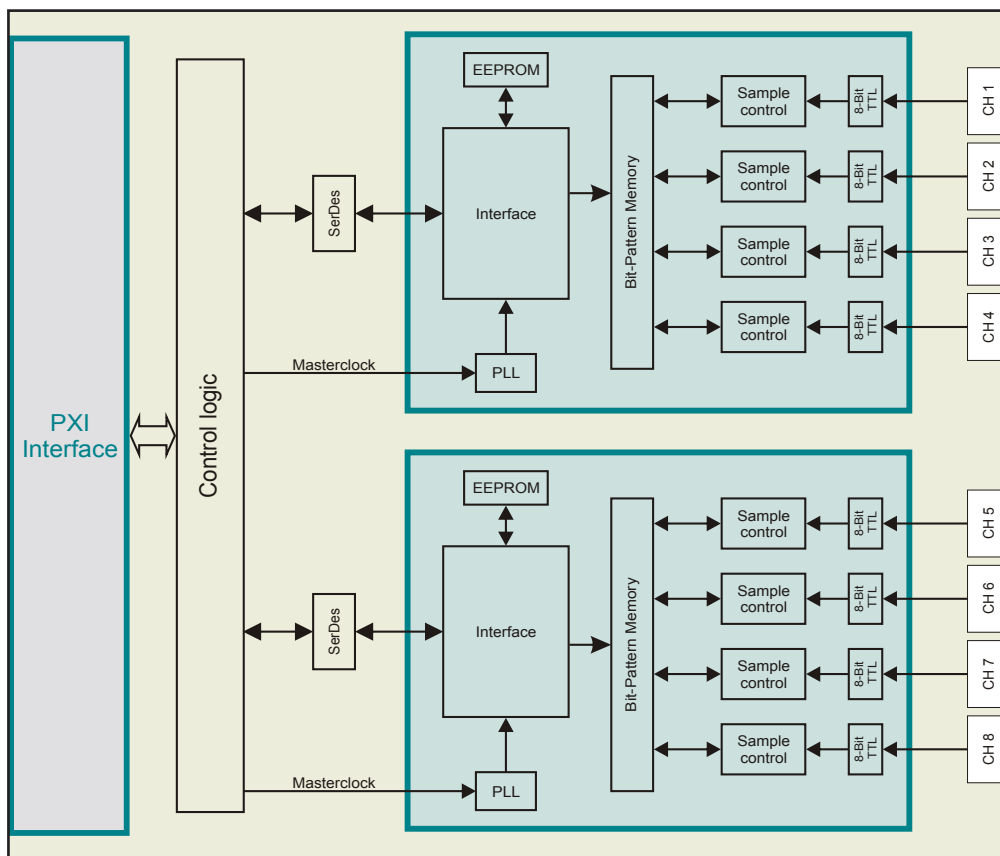 PXI
Interface
Control logic
SerDes
Masterclock
EEPROM
Interface
PLL
Bit-Pattern Memory
Sample
control
8-Bit
TTL
CH 1
Sample
control
8-Bit
TTL
CH 2
Sample
control
8-Bit
TTL
CH 3
Sample
control
8-Bit
TTL
CH 4
SerDes
Masterclock
EEPROM
Interface
PLL
Bit-Pattern Memory
Sample
control
8-Bit
TTL
CH 5
Sample
control
8-Bit
TTL
CH 6
Sample
control
8-Bit
TTL
CH 7
Sample
control
8-Bit
TTL
CH 8